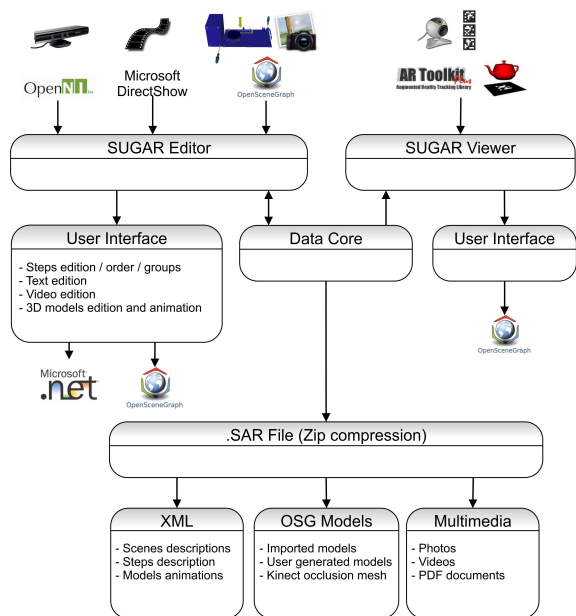 OpenNI
Microsoft
DirectShow
OpenSceneGraph
AR Toolkit
Plus
Augmented Reality Tracking Library
SUGAR Editor
SUGAR Viewer
User Interface
- Steps edition / order / groups
- Text edition
- Video edition
- 3D models edition and animation
Data Core
User Interface
Microsoft
.net
OpenSceneGraph
OpenSceneGraph
.SAR File (Zip compression)
XML
- Scenes descriptions
- Steps description
- Models animations
OSG Models
- Imported models
- User generated models
- Kinect occlusion mesh
Multimedia
- Photos
- Videos
- PDF documents